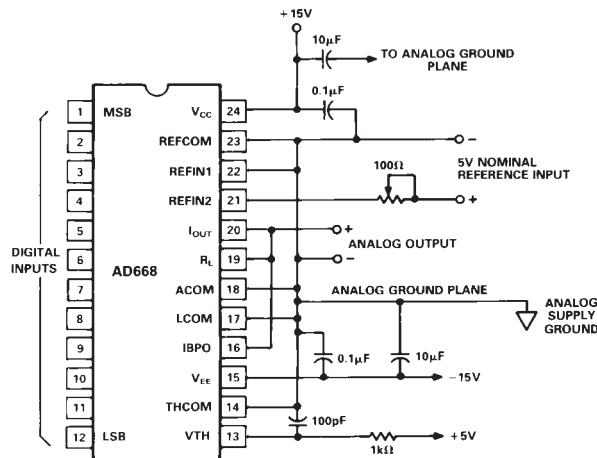 +15V
10μF
TO ANALOG GROUND
PLANE
0.1μF
1 MSB
VCC 24
2
REFCOM 23
−
3
REFIN1 22
100Ω
5V NOMINAL
REFERENCE INPUT
4
REFIN2 21
+
5
IOUT 20
+
DIGITAL
INPUTS
6
AD668
RL 19
ANALOG OUTPUT
−
7
ACOM 18
ANALOG GROUND PLANE
ANALOG
SUPPLY
GROUND
8
LCOM 17
9
IBPO 16
0.1μF
10μF
10
VEE 15
−15V
11
THCOM 14
100pF
12 LSB
VTH 13
1kΩ
+5V